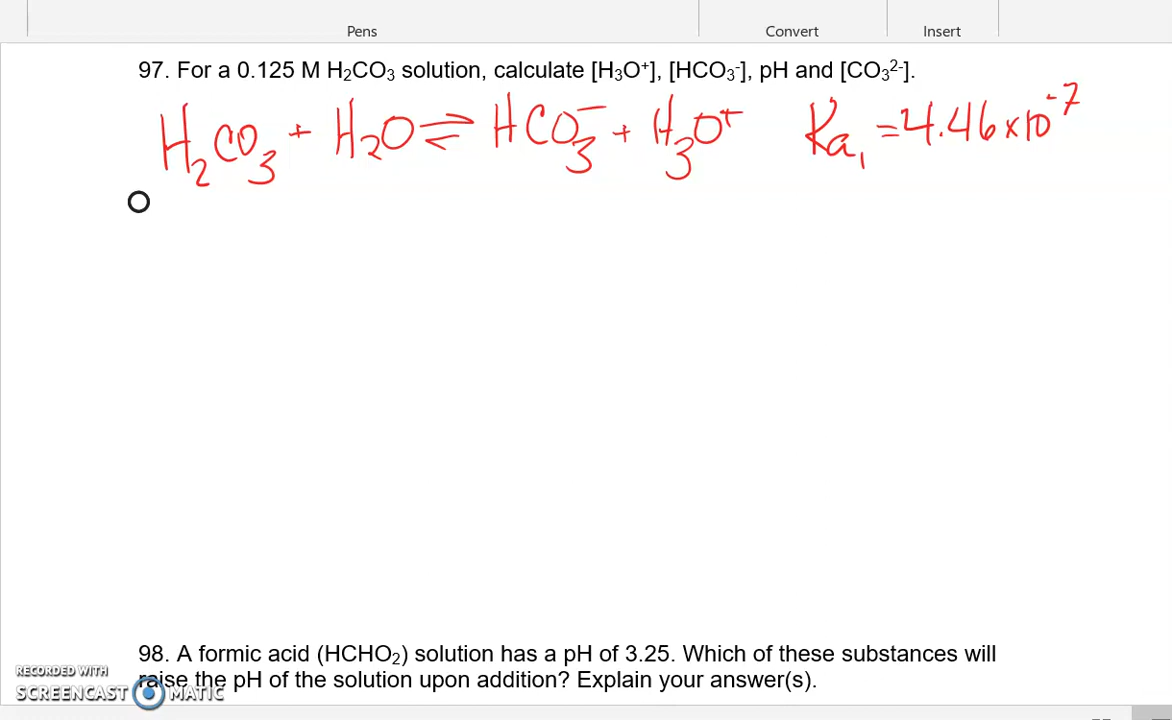 Pens Convert Insert
97. For a 0.125 M H₂CO₃ solution, calculate [H₃O⁺], [HCO₃⁻], pH and [CO₃²⁻].
H₂CO₃ + H₂O ⇌ HCO₃⁻ + H₃O⁺ Ka₁ = 4.46 x 10⁻⁷
98. A formic acid (HCHO₂) solution has a pH of 3.25. Which of these substances will
raise the pH of the solution upon addition? Explain your answer(s).
RECORDED WITH
SCREENCAST MATIC